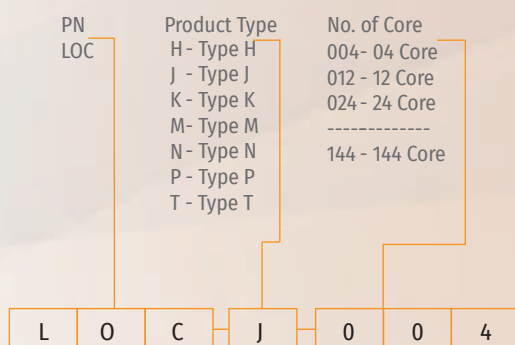 PN
LOC
Product Type
H - Type H
J - Type J
K - Type K
M - Type M
N - Type N
P - Type P
T - Type T
No. of Core
004 - 04 Core
012 - 12 Core
024 - 24 Core
-------------
144 - 144 Core
L O C - J - 0 0 4